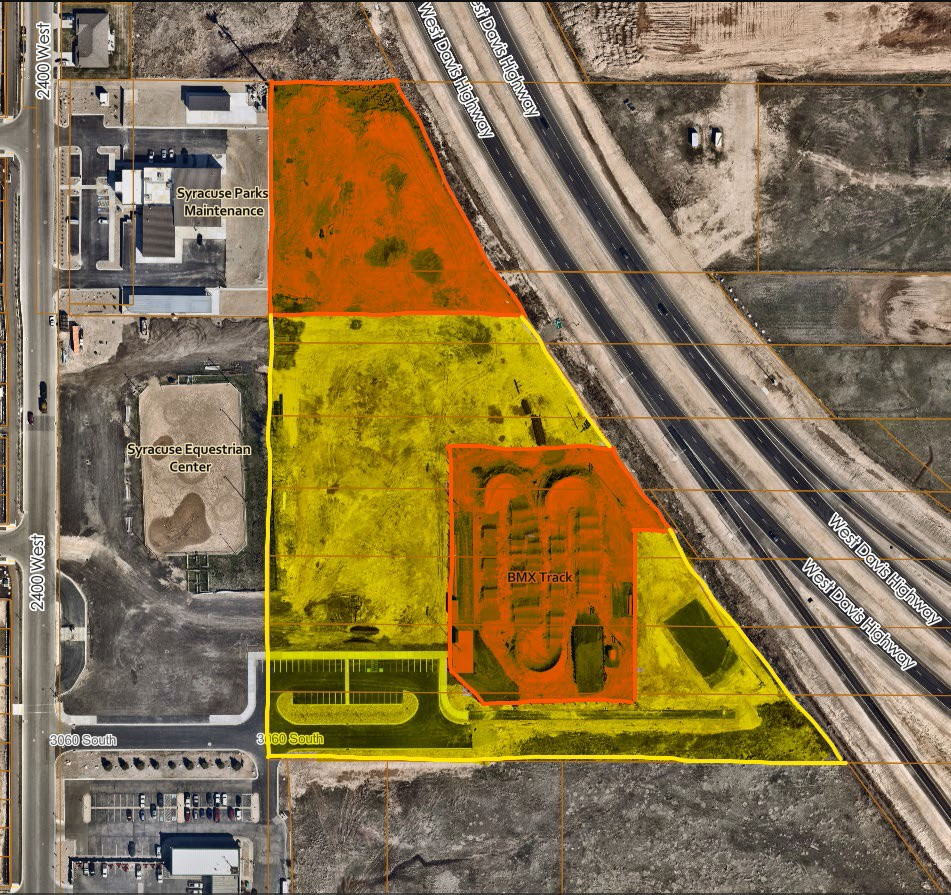 2400 West
West Davis Highway
West Davis Highway
Syracuse Parks
Maintenance
Syracuse Equestrian
Center
BMX Track
2400 West
West Davis Highway
West Davis Highway
3060 South
3060 South